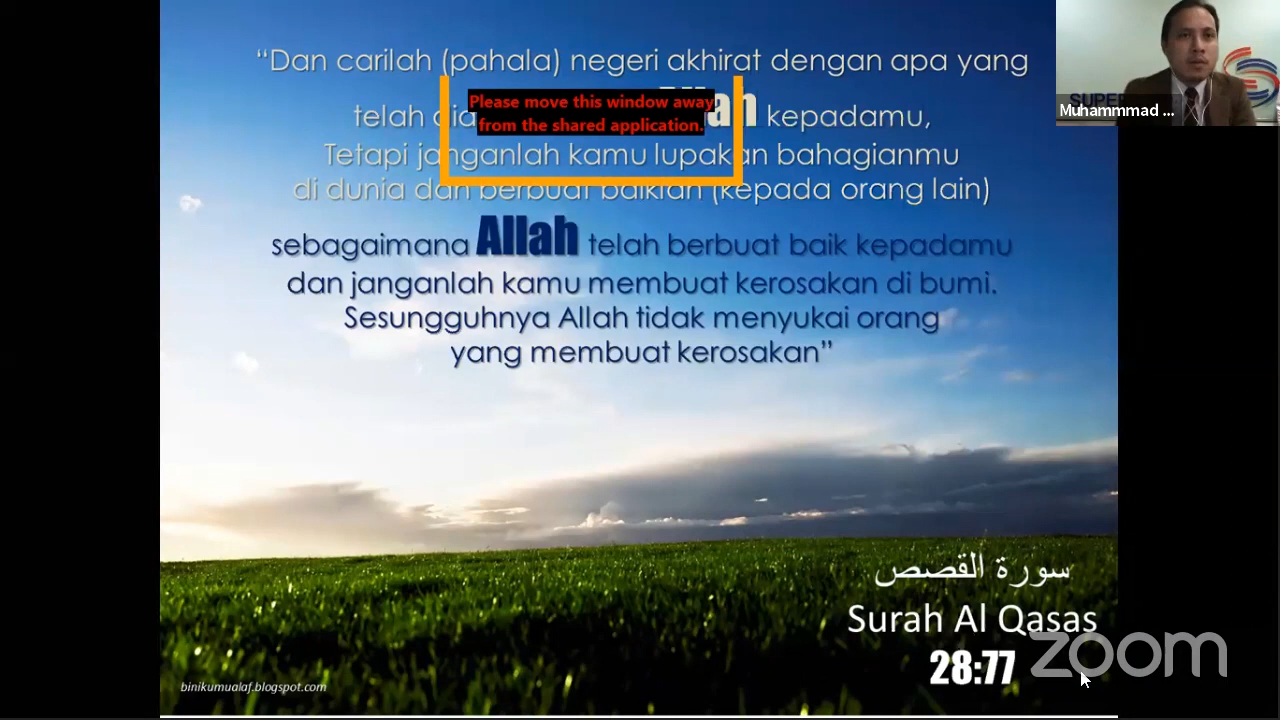 “Dan carilah (pahala) negeri akhirat dengan apa yang
telah kepadamu,
Please move this window away
from the shared application.
Tetapi janganlah kamu lupakan bahagianmu
di dunia dan berbuat baiklah (kepada orang lain)
sebagaimana Allah telah berbuat baik kepadamu
dan janganlah kamu membuat kerosakan di bumi.
Sesungguhnya Allah tidak menyukai orang
yang membuat kerosakan”
سورة القصص
Surah Al Qasas
28:77
zoom
binikumualaf.blogspot.com
SUPE
Muhammmad ...